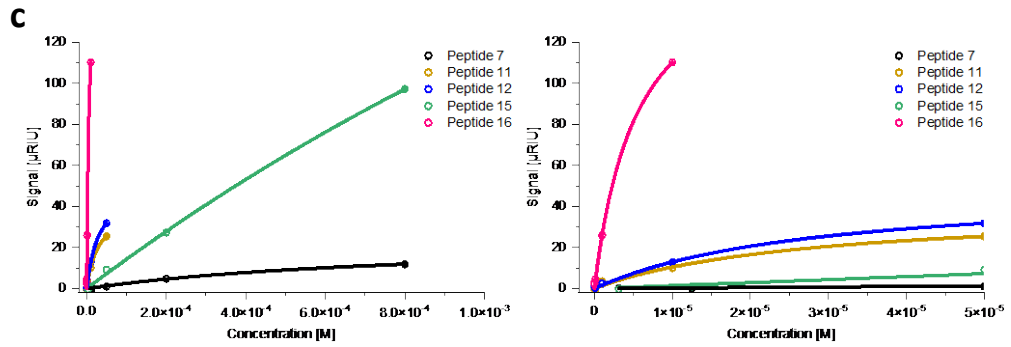 c
120
100
80
60
40
20
0
Signal [µRIU]
Peptide 7
Peptide 11
Peptide 12
Peptide 15
Peptide 16
0
2.0×10⁻⁴
4.0×10⁻⁴
6.0×10⁻⁴
8.0×10⁻⁴
1.0×10⁻³
Concentration [M]
120
100
80
60
40
20
0
Signal [µRIU]
Peptide 7
Peptide 11
Peptide 12
Peptide 15
Peptide 16
0
1×10⁻⁵
2×10⁻⁵
3×10⁻⁵
4×10⁻⁵
5×10⁻⁵
Concentration [M]